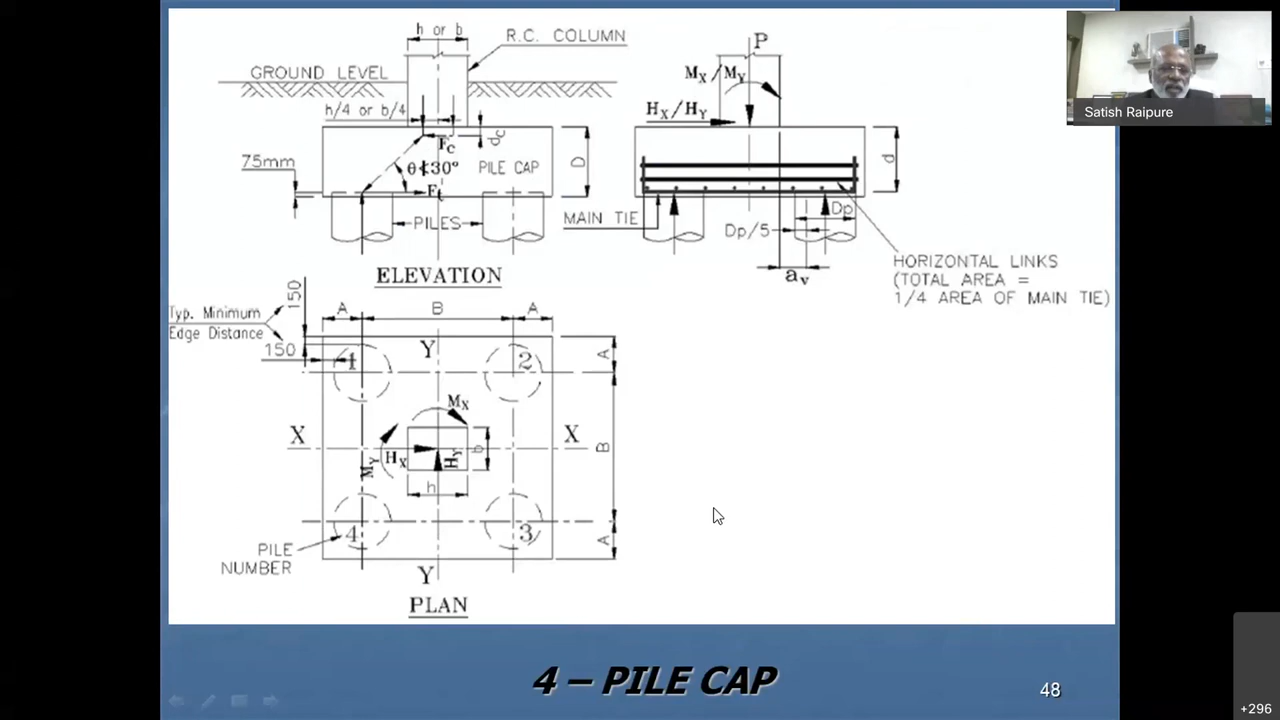 h or b
R.C. COLUMN
GROUND LEVEL
h/4 or b/4
dc
Fc
75mm
θ∢30°
PILE CAP
D
Ft
PILES
ELEVATION
P
MX/MY
HX/HY
d
MAIN TIE
Dp
Dp/5
av
HORIZONTAL LINKS
(TOTAL AREA =
1/4 AREA OF MAIN TIE)
150
Typ. Minimum
Edge Distance
150
A
B
A
1
Y
2
A
MX
X
X
B
MY
HX
HY
b
h
4
3
A
PILE
NUMBER
Y
PLAN
4 – PILE CAP
48
Satish Raipure
+296